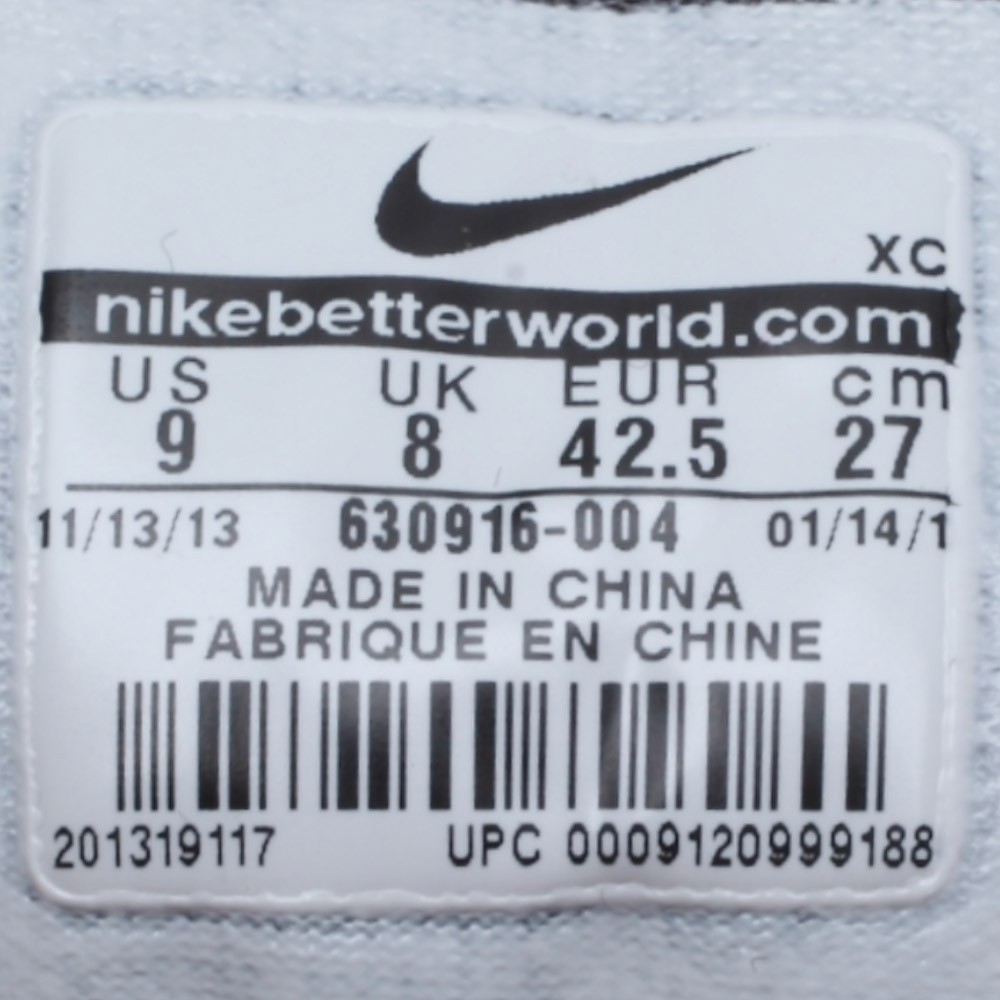 XC
nikebetterworld.com
US UK EUR cm
9 8 42.5 27
11/13/13 630916-004 01/14/1
MADE IN CHINA
FABRIQUE EN CHINE
201319117 UPC 0009120999188